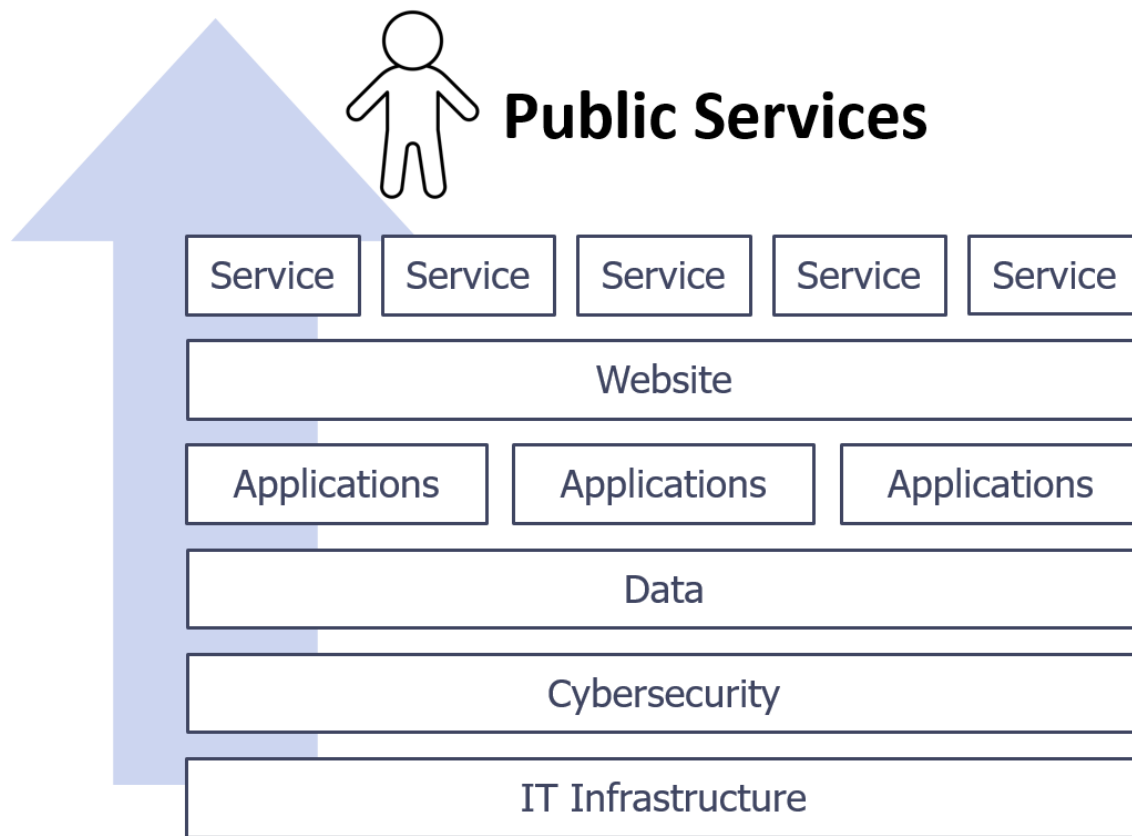 Public Services
Service Service Service Service Service
Website
Applications Applications Applications
Data
Cybersecurity
IT Infrastructure